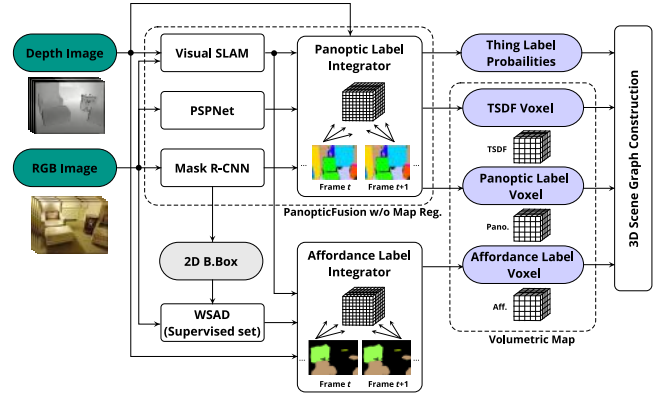 Depth Image
Visual SLAM
Panoptic Label
Integrator
Thing Label
Probailities
PSPNet
TSDF Voxel
TSDF
RGB Image
Mask R-CNN
...
...
Frame t
Frame t+1
Panoptic Label
Voxel
PanopticFusion w/o Map Reg.
Pano.
3D Scene Graph Construction
2D B.Box
Affordance Label
Integrator
Affordance Label
Voxel
WSAD
(Supervised set)
Aff.
Volumetric Map
...
...
Frame t
Frame t+1